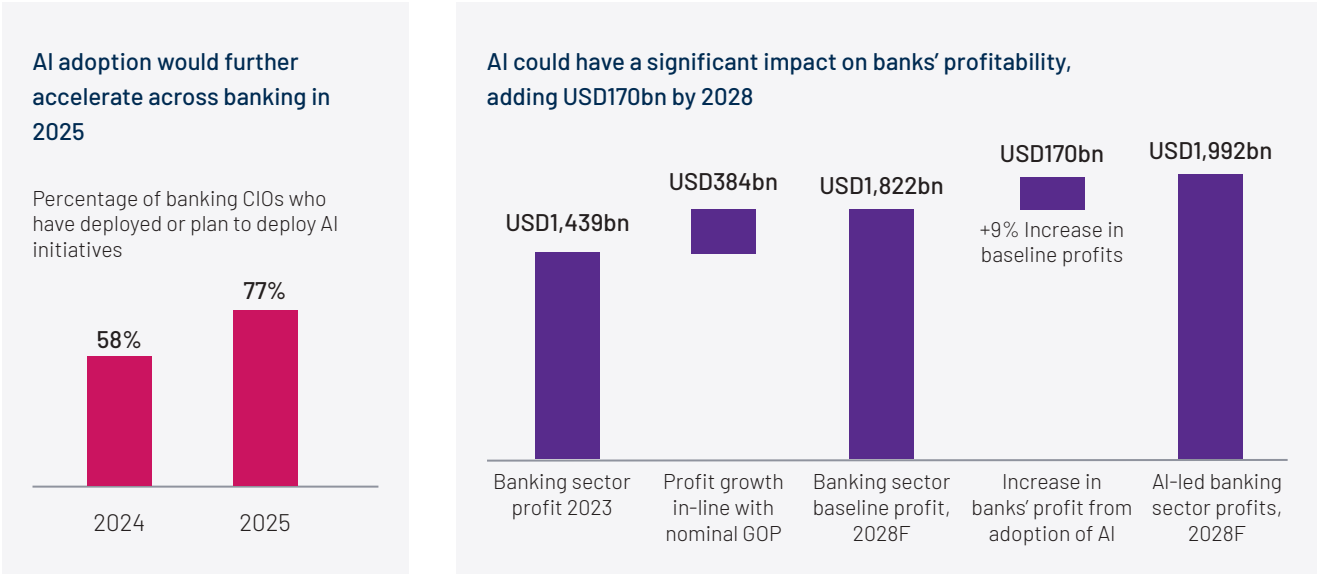 AI adoption would further
accelerate across banking in
2025
Percentage of banking CIOs who
have deployed or plan to deploy AI
initiatives
58%
77%
2024
2025
AI could have a significant impact on banks' profitability,
adding USD170bn by 2028
USD1,439bn
USD384bn
USD1,822bn
USD170bn
+9% Increase in
baseline profits
USD1,992bn
Banking sector
profit 2023
Profit growth
in-line with
nominal GOP
Banking sector
baseline profit,
2028F
Increase in
banks' profit from
adoption of AI
AI-led banking
sector profits,
2028F